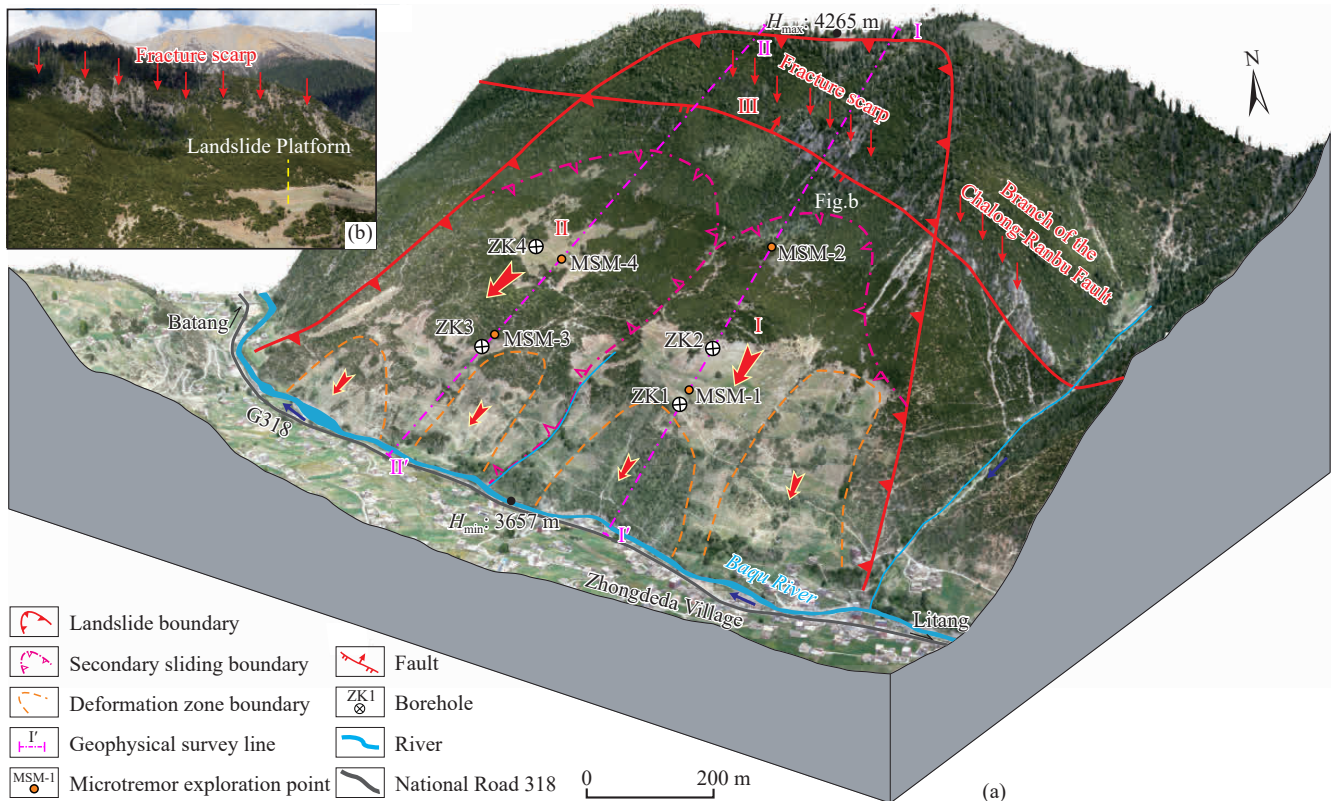 Fracture scarp
Landslide Platform
(b)
Hmax: 4265 m
I
II
N
Fracture scarp
III
Fig.b
Branch of the
Chalong-Ranbu Fault
II
ZK4
MSM-4
MSM-2
Batang
ZK3
MSM-3
I
ZK2
MSM-1
ZK1
G318
II'
Hmin: 3657 m
I'
Baqu River
Zhongdeda Village
Litang
Landslide boundary
Secondary sliding boundary
Deformation zone boundary
I'
Geophysical survey line
MSM-1
Microtremor exploration point
Fault
ZK1
Borehole
River
National Road 318
0 200 m
(a)